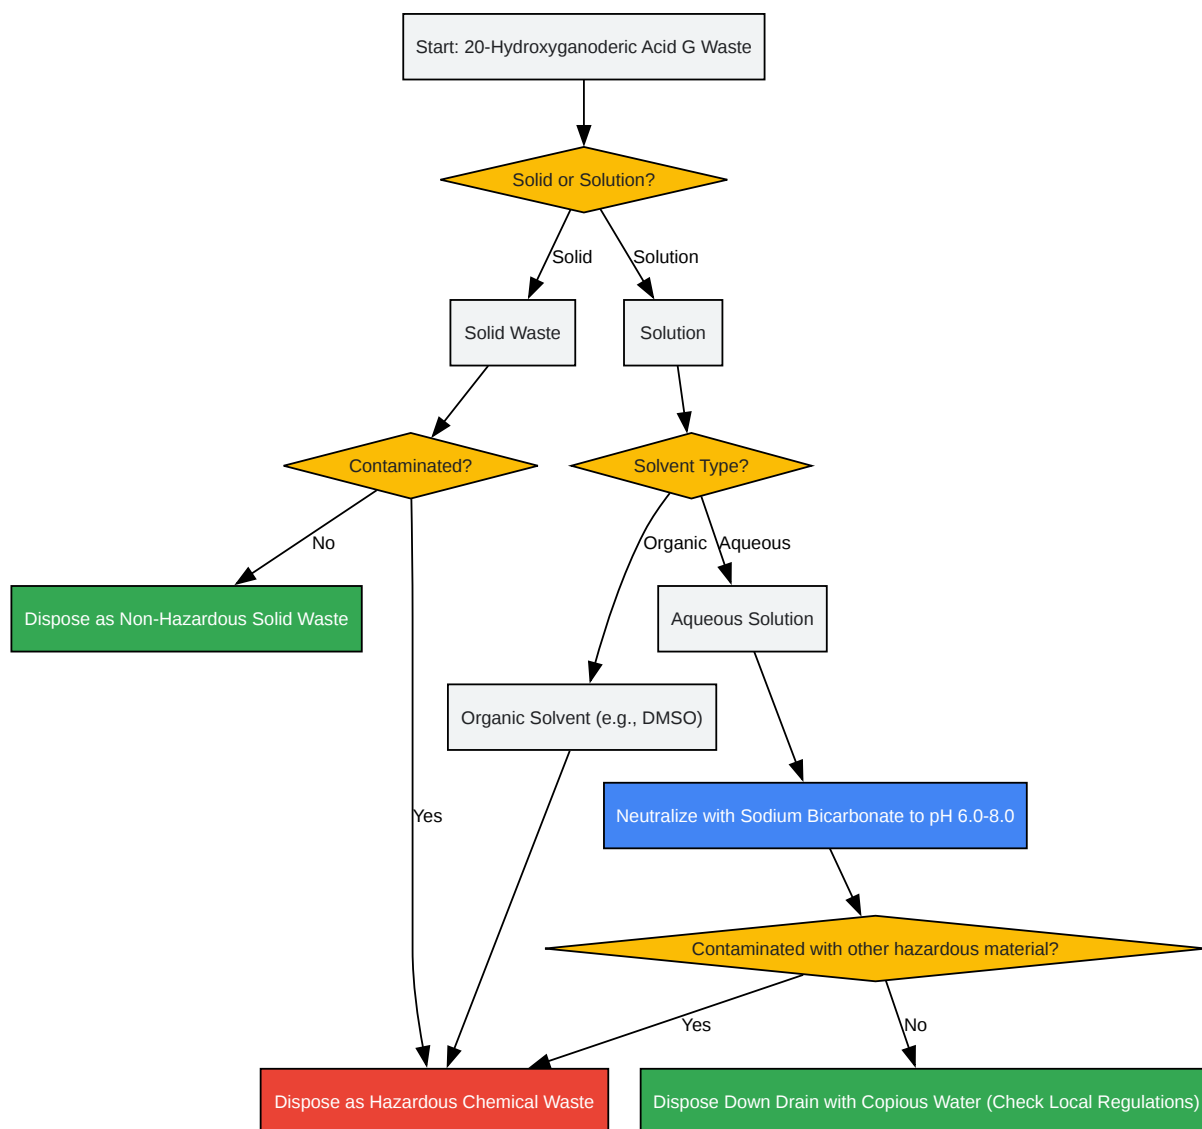 Start: 20-Hydroxyganoderic Acid G Waste
Solid or Solution?
Solid
Solution
Solid Waste
Solution
Contaminated?
Solvent Type?
No
Organic
Aqueous
Dispose as Non-Hazardous Solid Waste
Aqueous Solution
Organic Solvent (e.g., DMSO)
Yes
Neutralize with Sodium Bicarbonate to pH 6.0-8.0
Contaminated with other hazardous material?
Yes
No
Dispose as Hazardous Chemical Waste
Dispose Down Drain with Copious Water (Check Local Regulations)